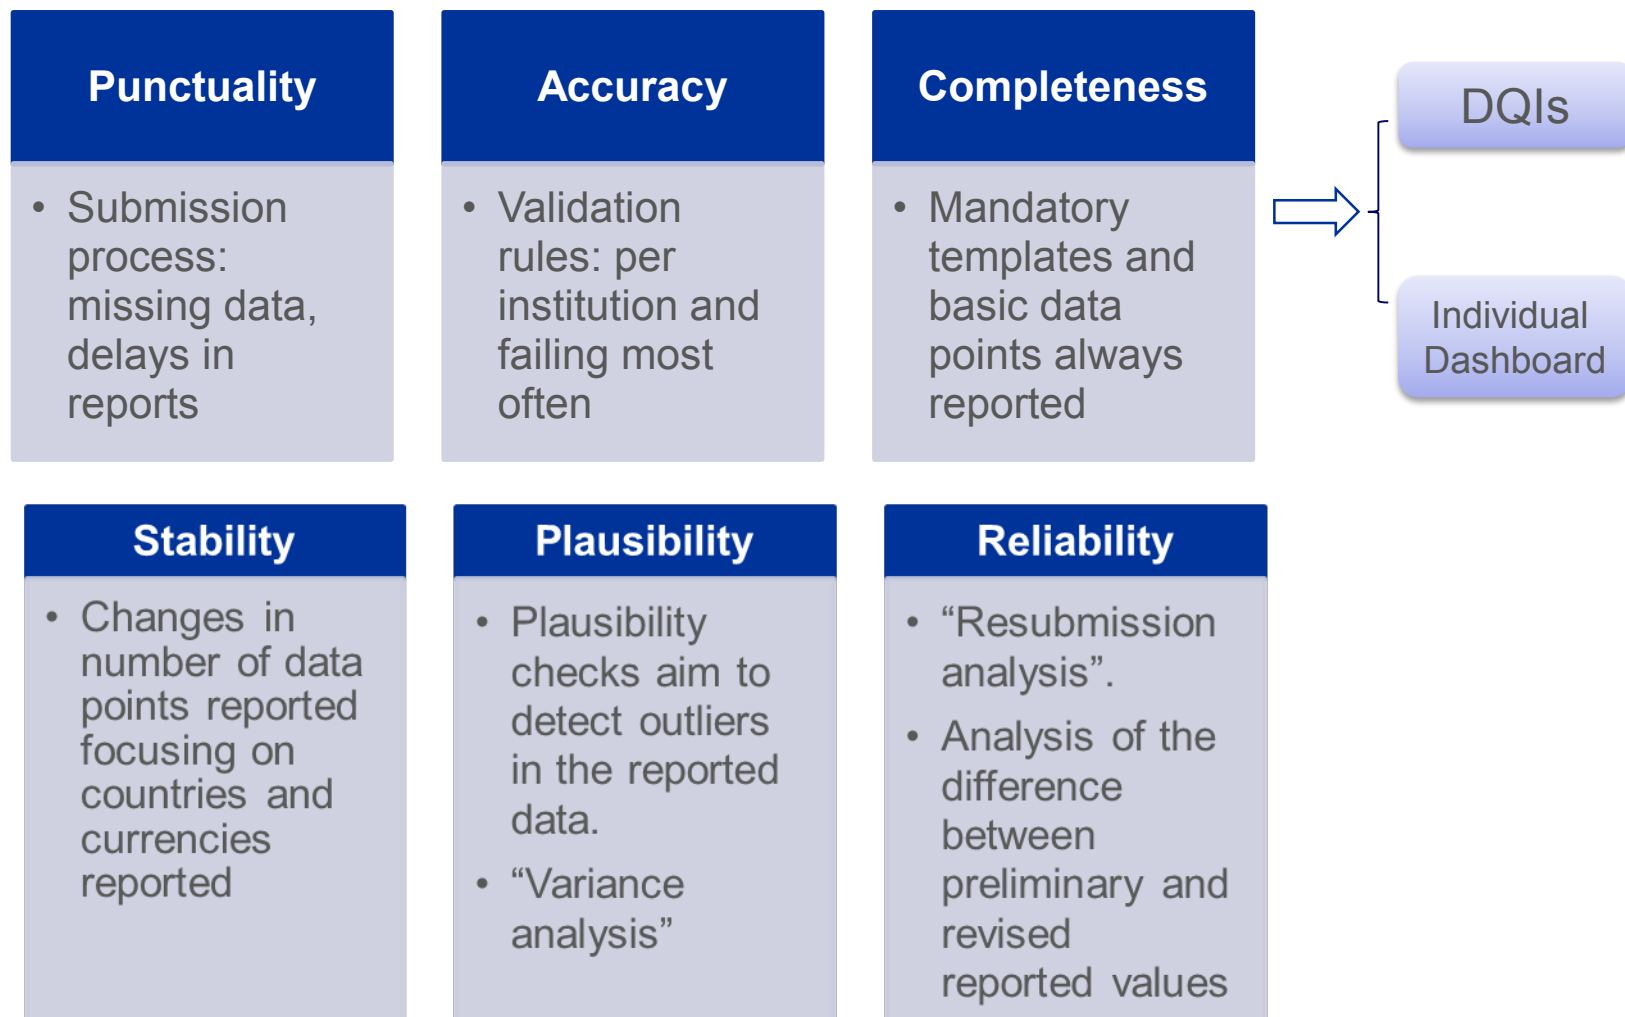 Punctuality
• Submission
process:
missing data,
delays in
reports
Accuracy
• Validation
rules: per
institution and
failing most
often
Completeness
• Mandatory
templates and
basic data
points always
reported
DQIs
Individual
Dashboard
Stability
• Changes in
number of data
points reported
focusing on
countries and
currencies
reported
Plausibility
• Plausibility
checks aim to
detect outliers
in the reported
data.
• “Variance
analysis”
Reliability
• “Resubmission
analysis”.
• Analysis of the
difference
between
preliminary and
revised
reported values